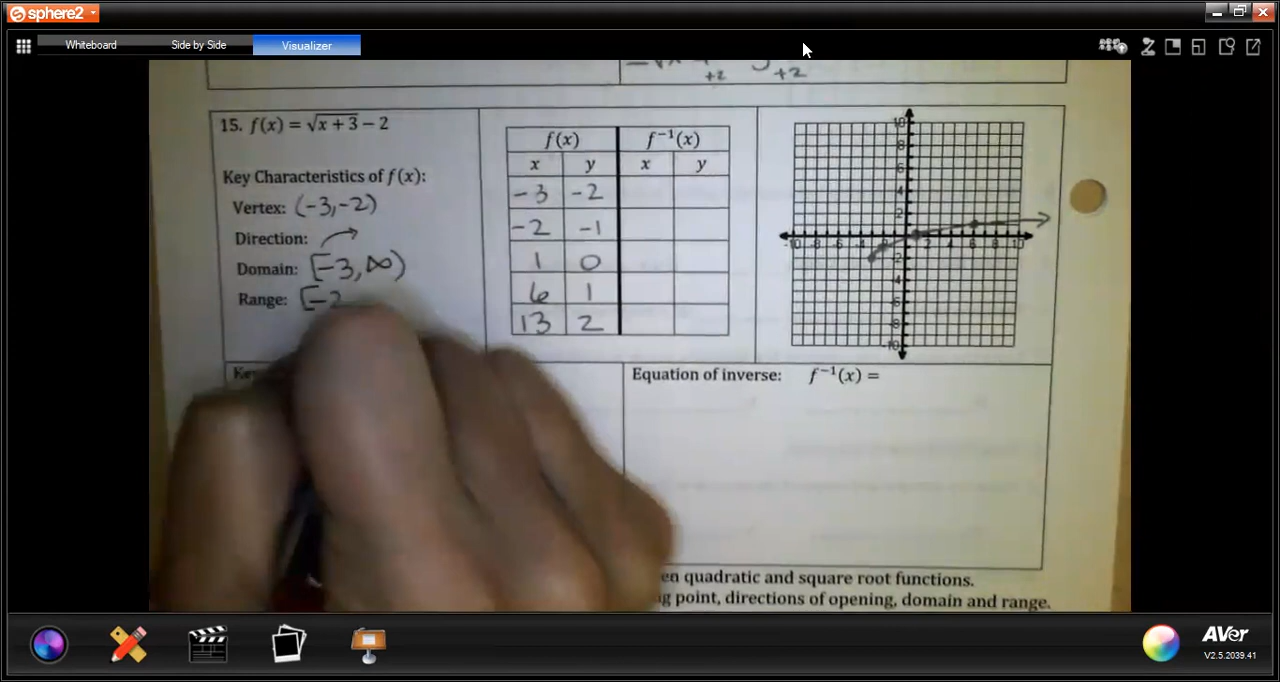 sphere2
Whiteboard Side by Side Visualizer
+2 +2
15. f(x) = √x + 3 − 2
Key Characteristics of f(x):
Vertex: (-3,-2)
Direction:
Domain: [-3,∞)
Range: [-2
f(x) f⁻¹(x)
x y x y
-3 -2
-2 -1
1 0
6 1
13 2
10
8
6
4
2
-10 -8 -6 -4 -2 2 4 6 8 10
-2
-4
-6
-8
-10
Equation of inverse: f⁻¹(x) =
en quadratic and square root functions.
g point, directions of opening, domain and range.
AVer
V2.5.2039.41